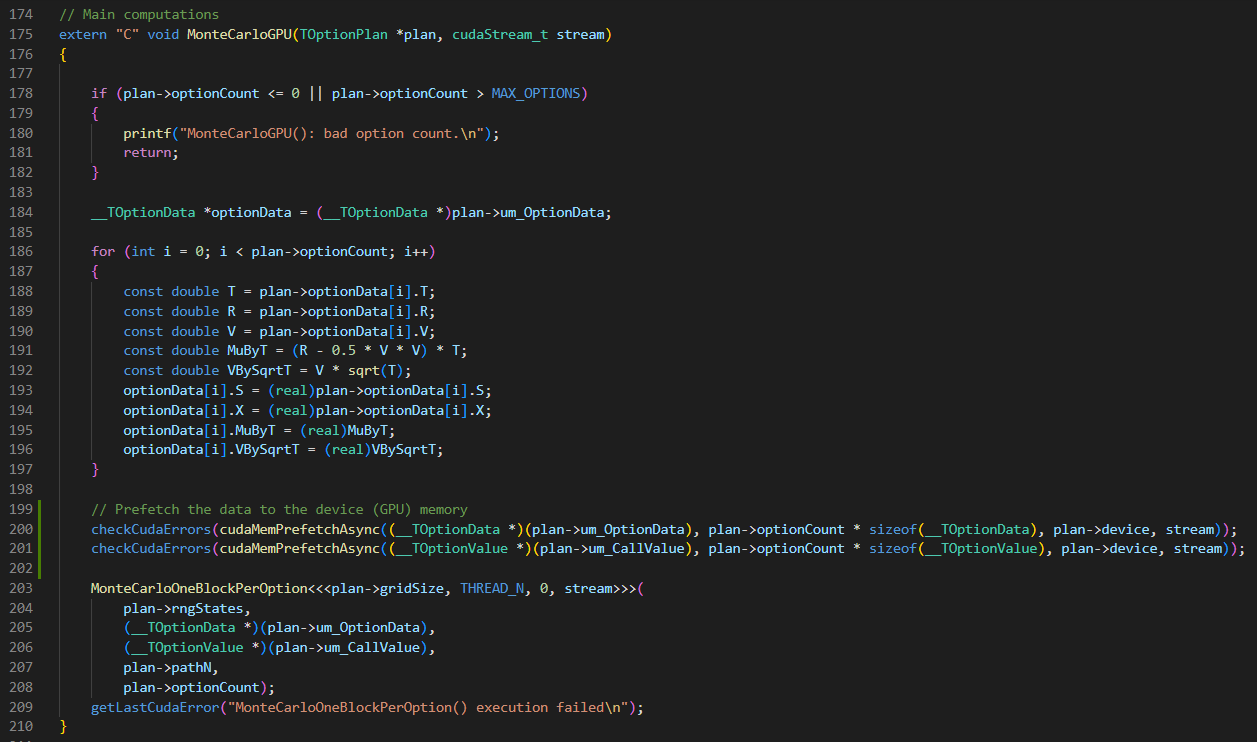 174 // Main computations
175 extern "C" void MonteCarloGPU(TOptionPlan *plan, cudaStream_t stream)
176 {
177
178     if (plan->optionCount <= 0 || plan->optionCount > MAX_OPTIONS)
179     {
180         printf("MonteCarloGPU(): bad option count.\n");
181         return;
182     }
183
184     __TOptionData *optionData = (__TOptionData *)plan->um_OptionData;
185
186     for (int i = 0; i < plan->optionCount; i++)
187     {
188         const double T = plan->optionData[i].T;
189         const double R = plan->optionData[i].R;
190         const double V = plan->optionData[i].V;
191         const double MuByT = (R - 0.5 * V * V) * T;
192         const double VBySqrtT = V * sqrt(T);
193         optionData[i].S = (real)plan->optionData[i].S;
194         optionData[i].X = (real)plan->optionData[i].X;
195         optionData[i].MuByT = (real)MuByT;
196         optionData[i].VBySqrtT = (real)VBySqrtT;
197     }
198
199     // Prefetch the data to the device (GPU) memory
200     checkCudaErrors(cudaMemPrefetchAsync((__TOptionData *)(plan->um_OptionData), plan->optionCount * sizeof(__TOptionData), plan->device, stream));
201     checkCudaErrors(cudaMemPrefetchAsync((__TOptionValue *)(plan->um_CallValue), plan->optionCount * sizeof(__TOptionValue), plan->device, stream));
202
203     MonteCarloOneBlockPerOption<<<plan->gridSize, THREAD_N, 0, stream>>>(
204         plan->rngStates,
205         (__TOptionData *)(plan->um_OptionData),
206         (__TOptionValue *)(plan->um_CallValue),
207         plan->pathN,
208         plan->optionCount);
209     getLastCudaError("MonteCarloOneBlockPerOption() execution failed\n");
210 }